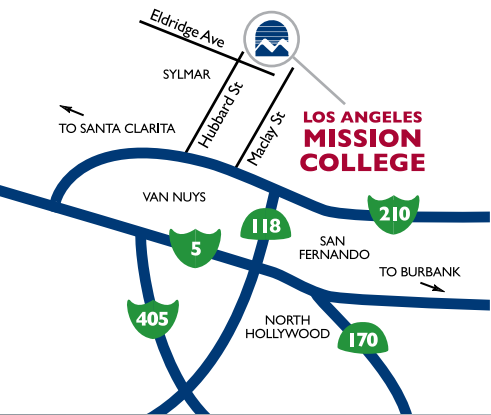 Eldridge Ave
SYLMAR
Hubbard St
Maclay St
LOS ANGELES
MISSION
COLLEGE
TO SANTA CLARITA
VAN NUYS
210
118
5
SAN
FERNANDO
TO BURBANK
405
NORTH
HOLLYWOOD
170